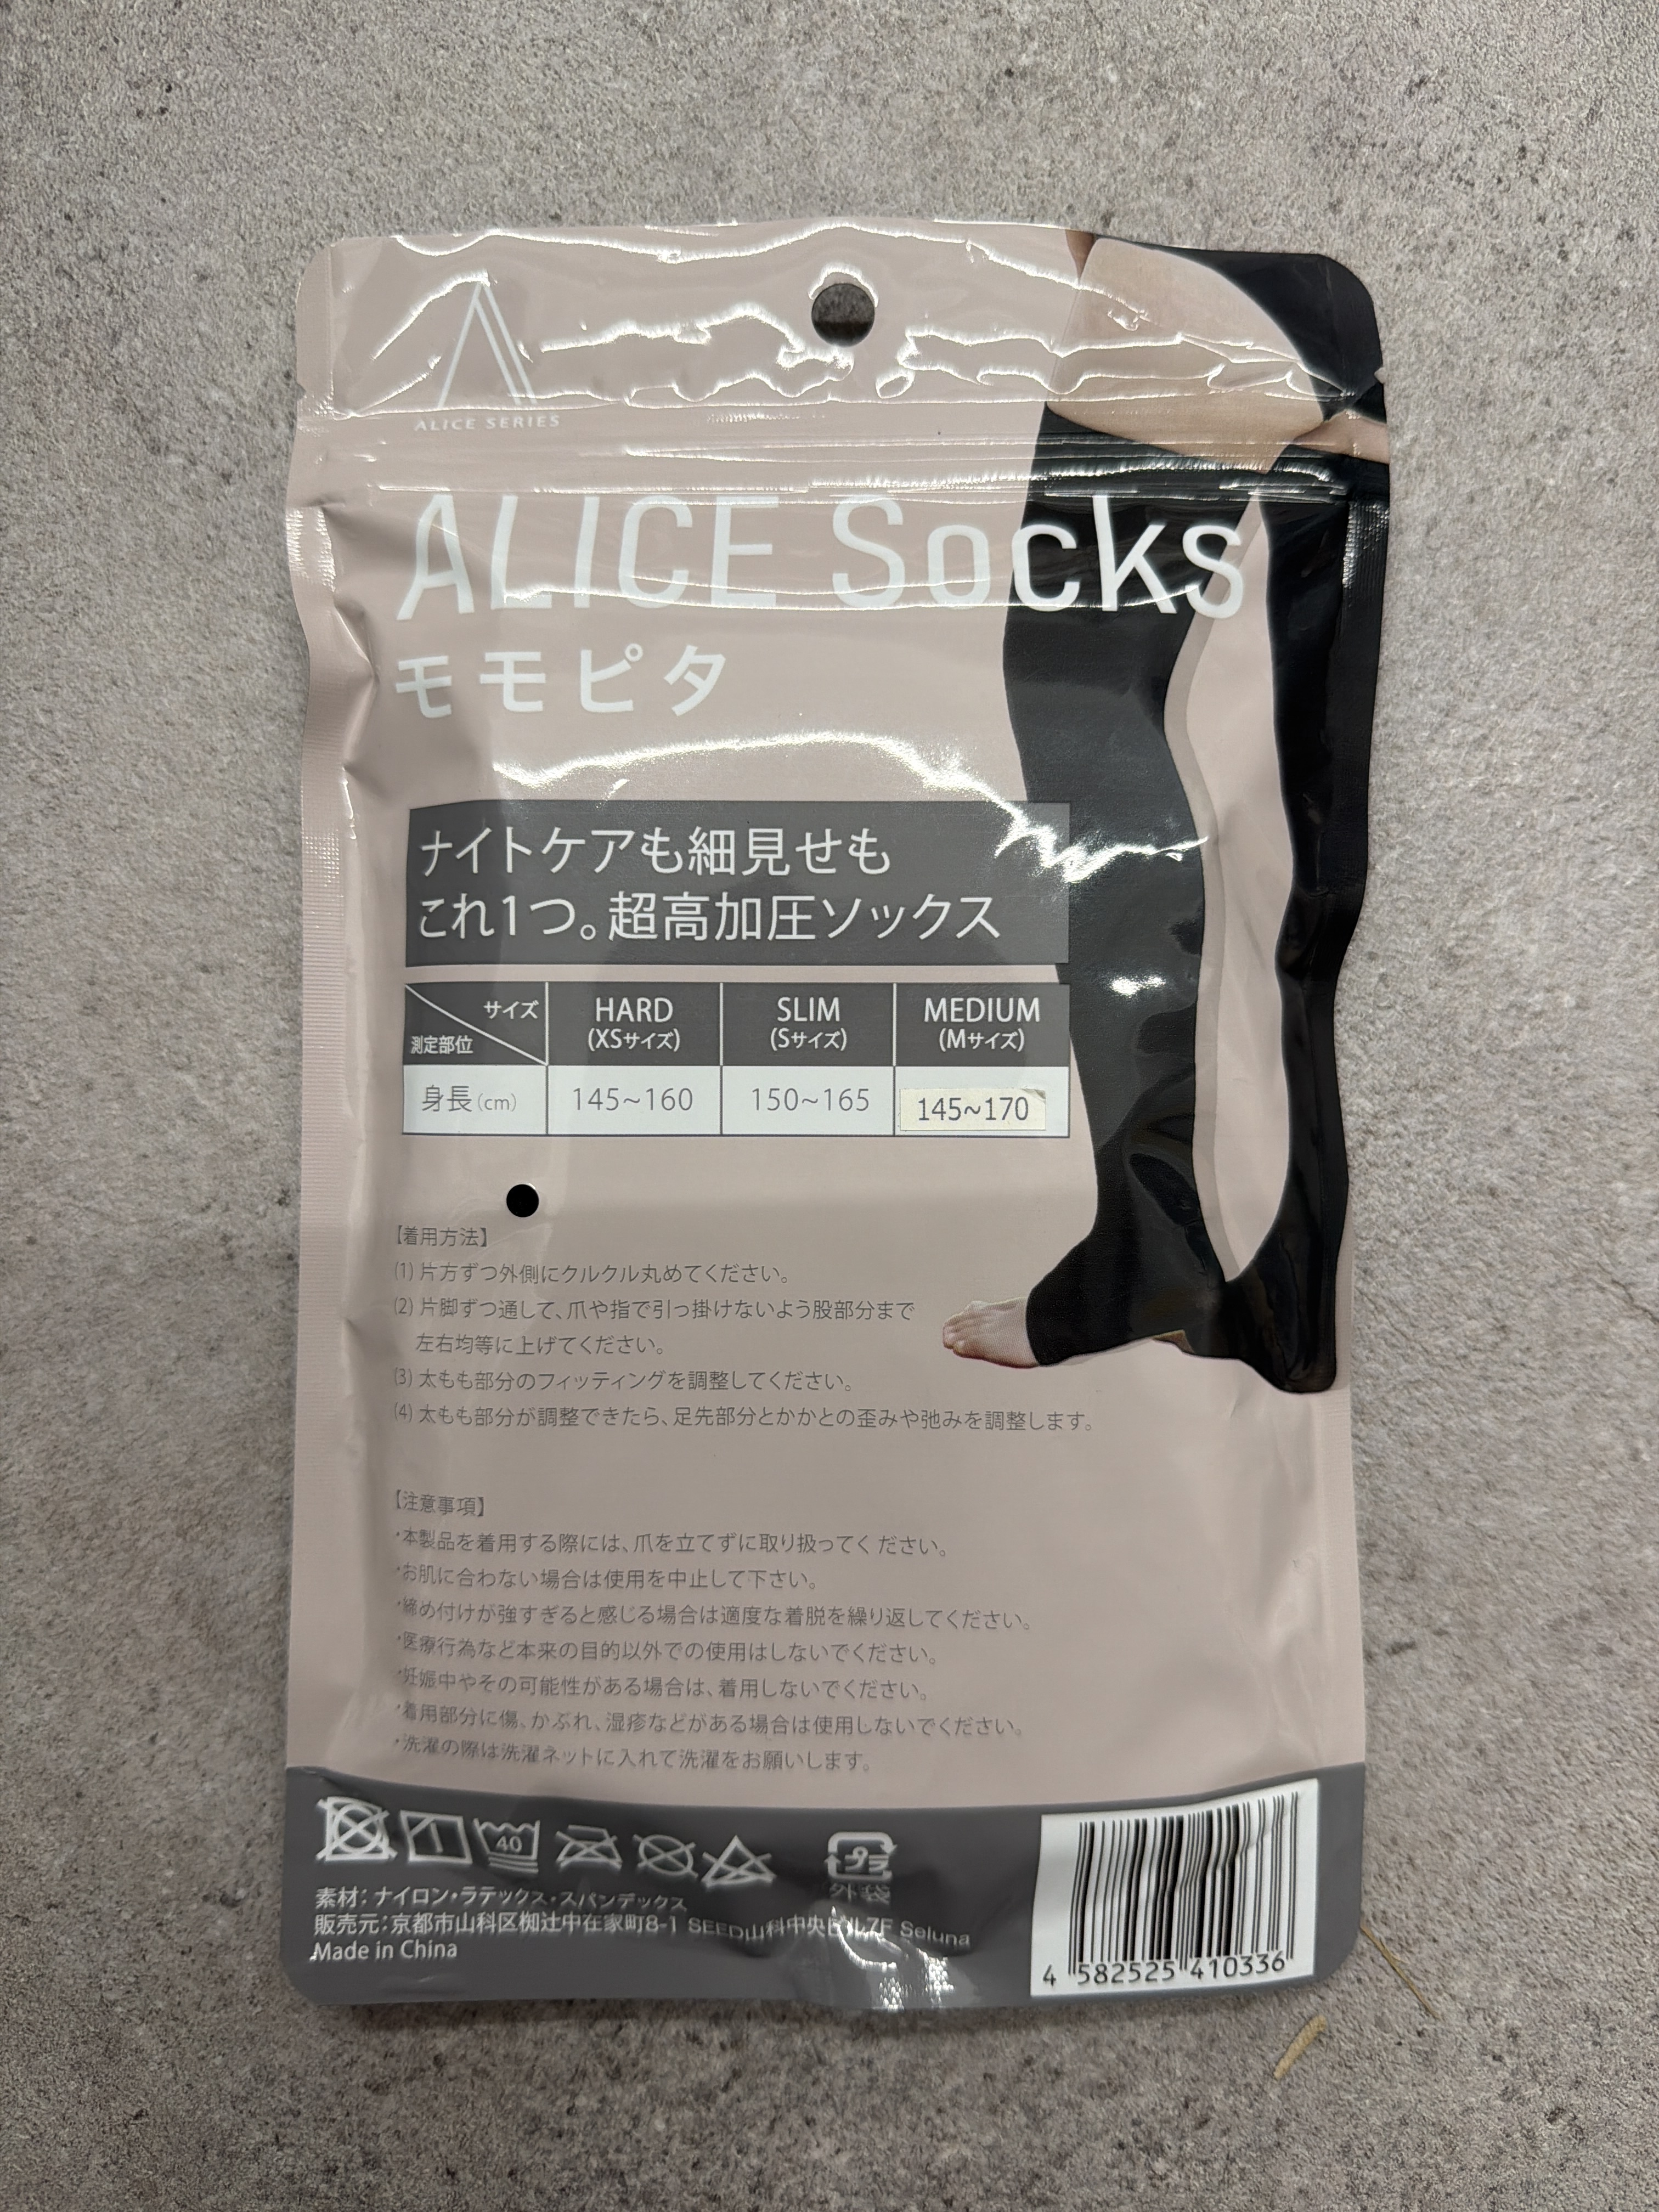 ALICE SERIES
ALICE Socks
モモピタ
ナイトケアも細見せも
これ1つ。超高加圧ソックス
サイズ
測定部位
HARD
(XSサイズ)
SLIM
(Sサイズ)
MEDIUM
(Mサイズ)
身長(cm)
145~160
150~165
145~170
【着用方法】
(1) 片方ずつ外側にクルクル丸めてください。
(2) 片脚ずつ通して、爪や指で引っ掛けないよう股部分まで
左右均等に上げてください。
(3) 太もも部分のフィッティングを調整してください。
(4) 太もも部分が調整できたら、足先部分とかかとの歪みや弛みを調整します。
【注意事項】
・本製品を着用する際には、爪を立てずに取り扱ってください。
・お肌に合わない場合は使用を中止して下さい。
・締め付けが強すぎると感じる場合は適度な着脱を繰り返してください。
・医療行為など本来の目的以外での使用はしないでください。
・妊娠中やその可能性がある場合は、着用しないでください。
・着用部分に傷、かぶれ、湿疹などがある場合は使用しないでください。
・洗濯の際は洗濯ネットに入れて洗濯をお願いします。
40
プラ
外袋
素材：ナイロン・ラテックス・スパンデックス
販売元：京都市山科区椥辻中在家町8-1 SEED山科中央ビル7F Seluna
Made in China
4 582525 410336